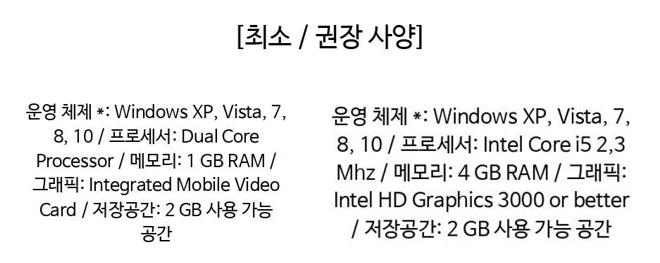 [최소 / 권장 사양]
운영 체제 *: Windows XP, Vista, 7,
8, 10 / 프로세서: Dual Core
Processor / 메모리: 1 GB RAM /
그래픽: Integrated Mobile Video
Card / 저장공간: 2 GB 사용 가능
공간
운영 체제 *: Windows XP, Vista, 7,
8, 10 / 프로세서: Intel Core i5 2,3
Mhz / 메모리: 4 GB RAM / 그래픽:
Intel HD Graphics 3000 or better
/ 저장공간: 2 GB 사용 가능 공간